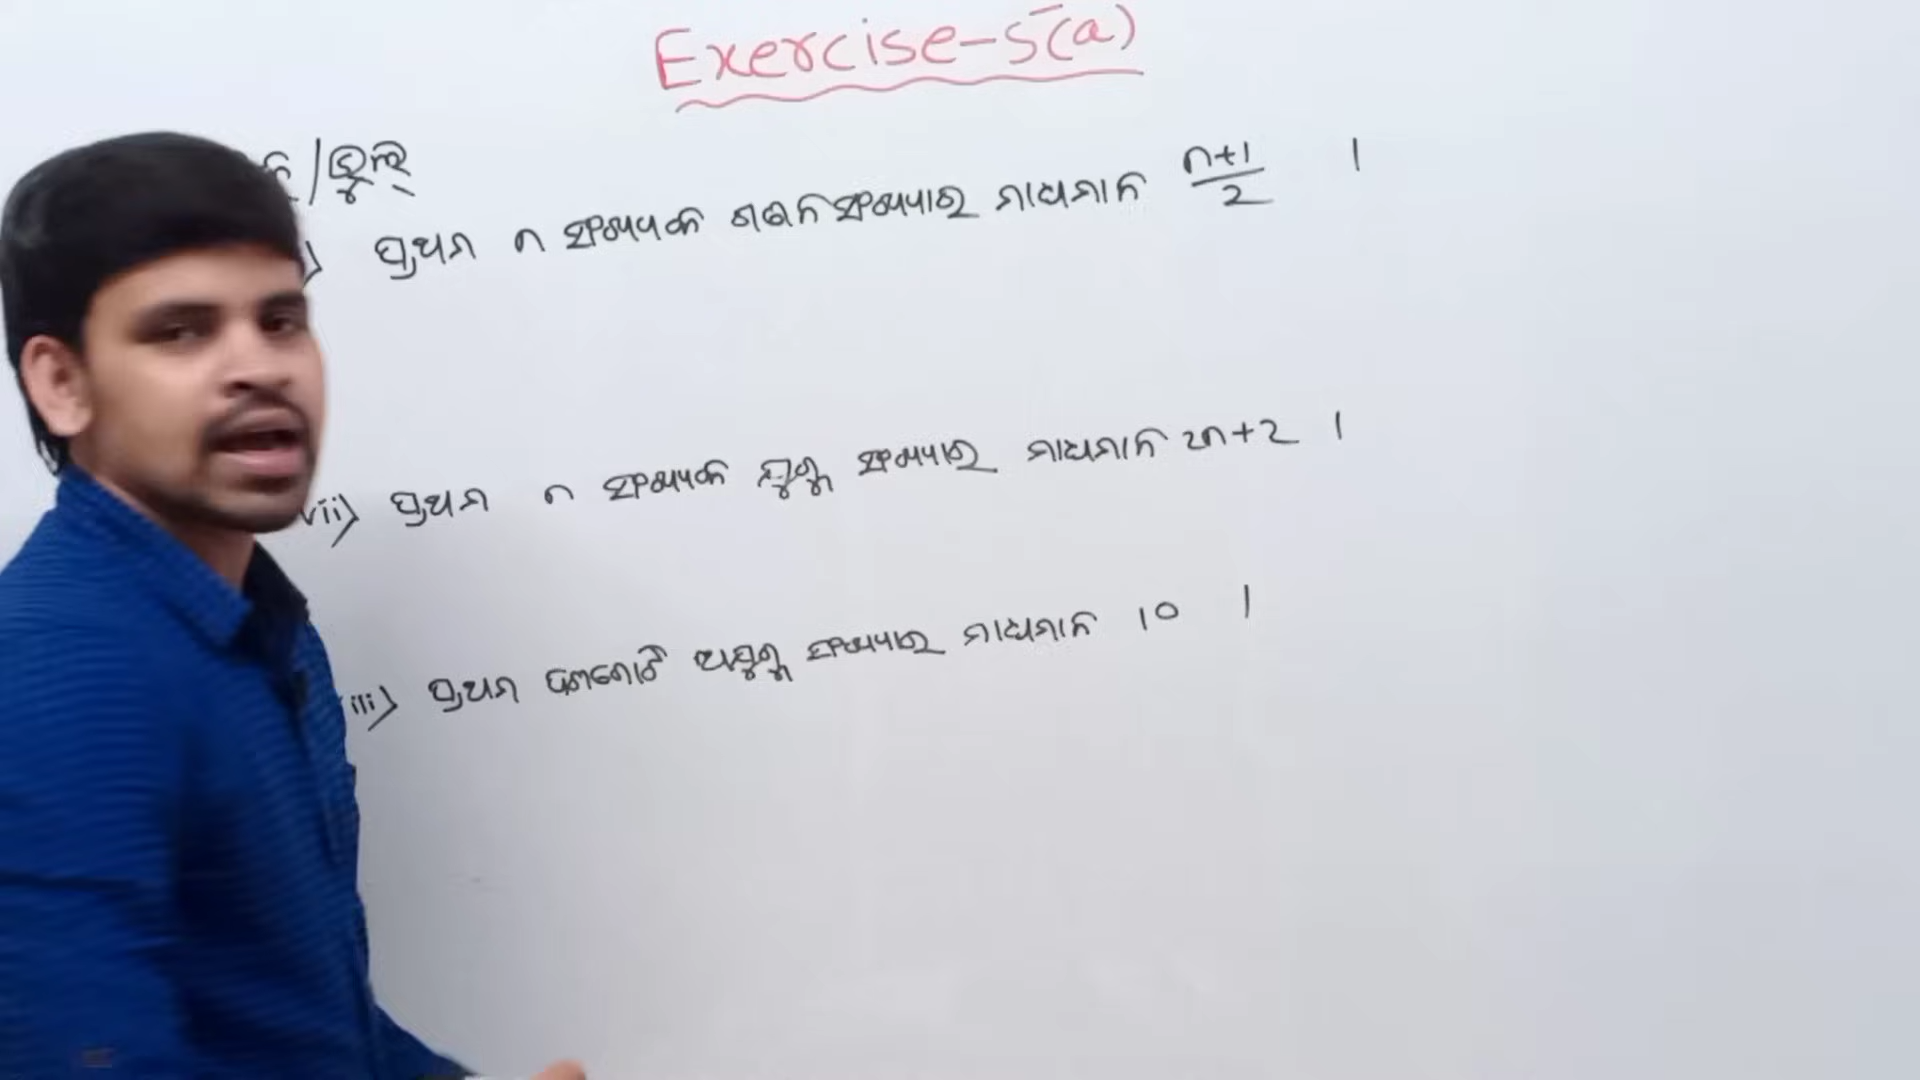 Exercise-5(a)
/ଭୁଲ୍
) ପ୍ରଥମ n ସଂଖ୍ୟକ ଗଣନ ସଂଖ୍ୟାର ମାଧ୍ୟମାନ n+1/2 ।
vii) ପ୍ରଥମ n ସଂଖ୍ୟକ ଯୁଗ୍ମ ସଂଖ୍ୟାର ମାଧ୍ୟମାନ 2n+2 ।
iii) ପ୍ରଥମ ଦଶଗୋଟି ଅଯୁଗ୍ମ ସଂଖ୍ୟାର ମାଧ୍ୟମାନ 10 ।